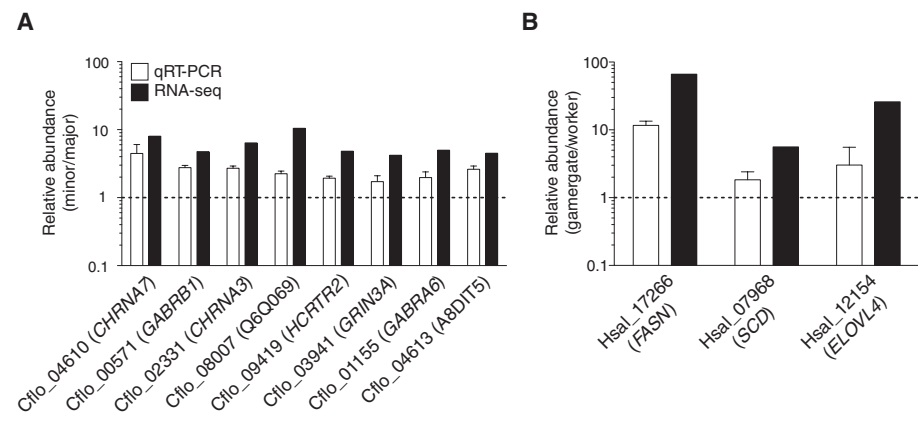 A
Relative abundance
(minor/major)
100
10
1
0.1
qRT-PCR
RNA-seq
Cflo_04610 (CHRNA7)
Cflo_00571 (GABRB1)
Cflo_02331 (CHRNA3)
Cflo_08007 (Q6Q069)
Cflo_09419 (HCRTR2)
Cflo_03941 (GRIN3A)
Cflo_01155 (GABRA6)
Cflo_04613 (A8DIT5)
B
Relative abundance
(gamergate/worker)
100
10
1
0.1
Hsal_17266
(FASN)
Hsal_07968
(SCD)
Hsal_12154
(ELOVL4)